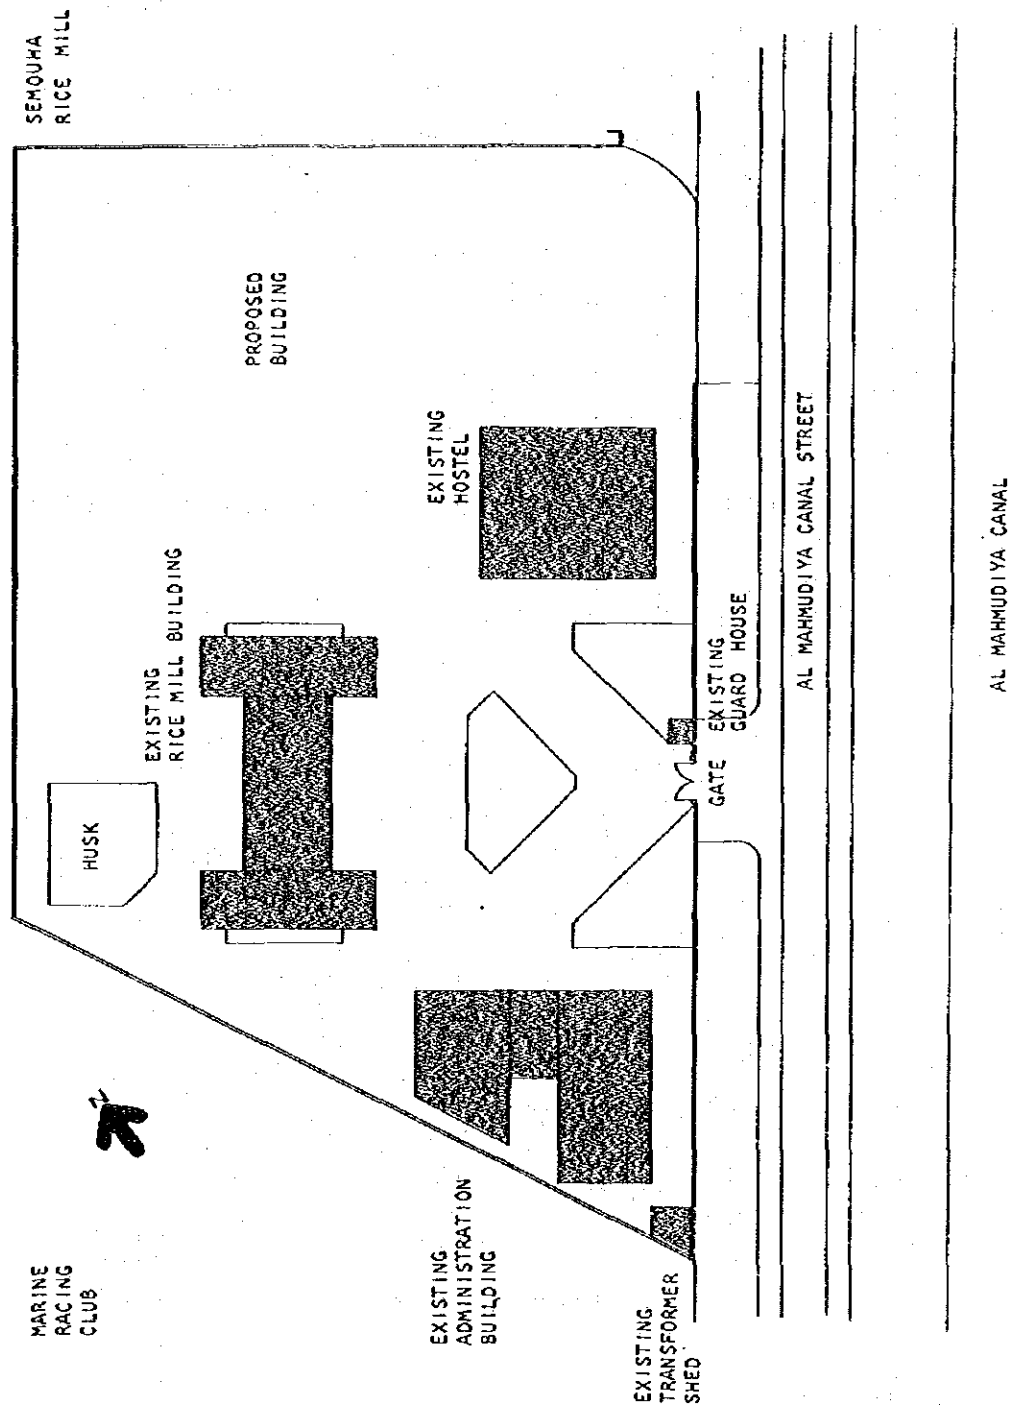 MARINE
RACING
CLUB
N
SEMOUHA
RICE MILL
HUSK
EXISTING
RICE MILL BUILDING
PROPOSED
BUILDING
EXISTING
ADMINISTRATION
BUILDING
EXISTING
HOSTEL
EXISTING
TRANSFORMER
SHED
GATE
EXISTING
GUARD HOUSE
AL MAHMUDIYA CANAL STREET
AL MAHMUDIYA CANAL